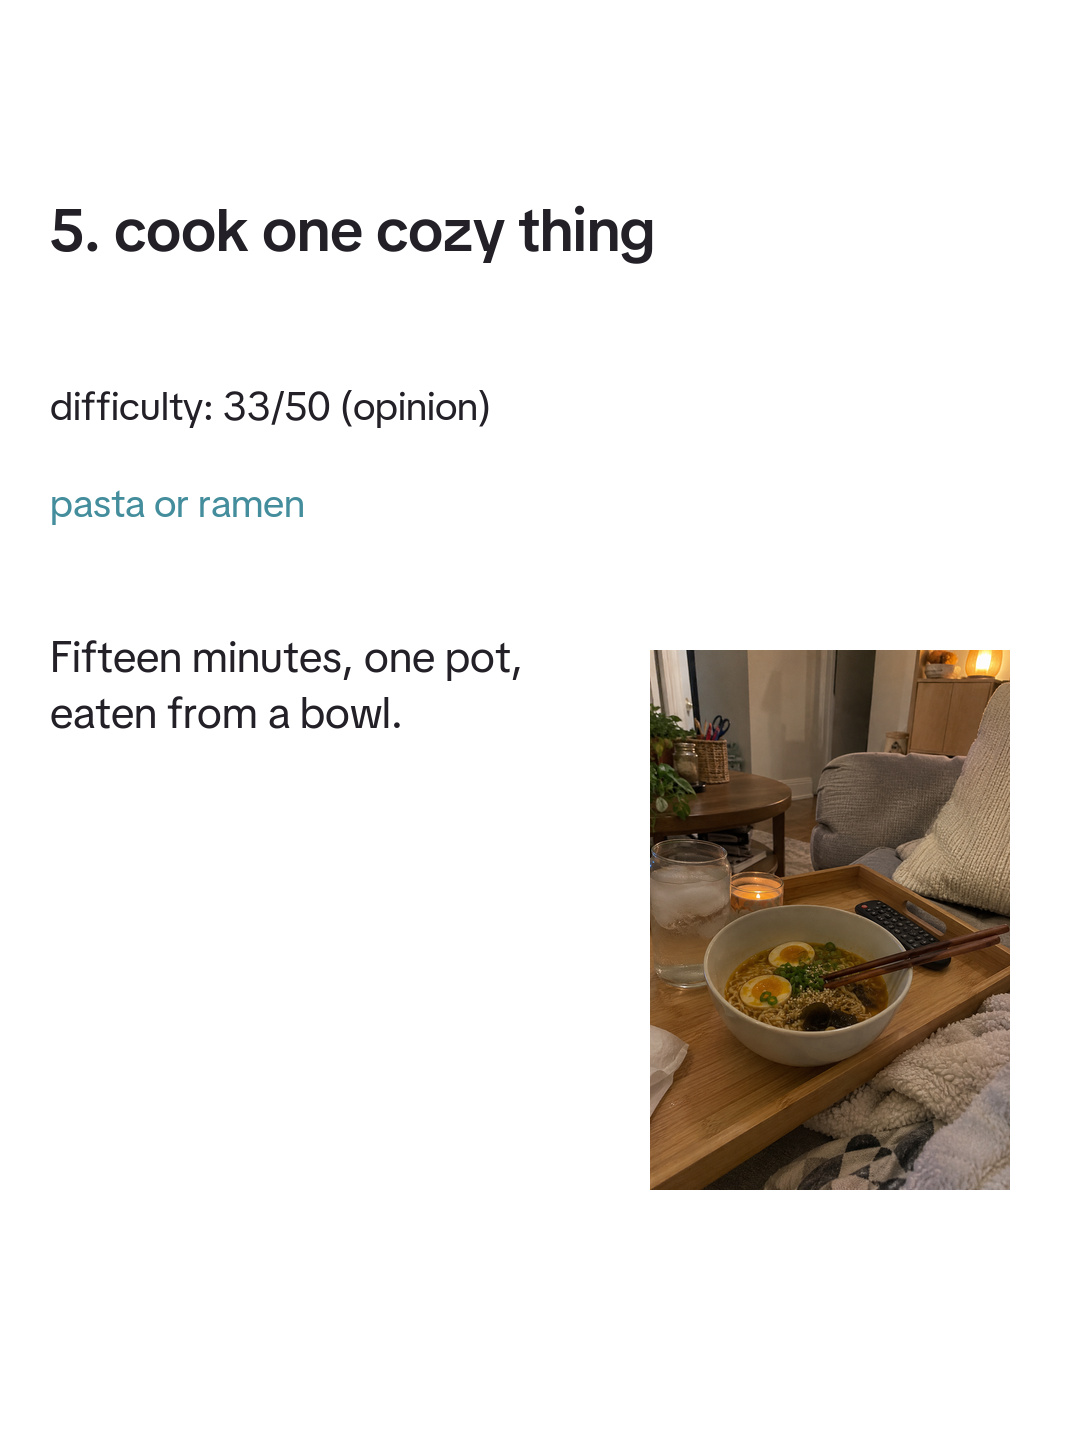 5. cook one cozy thing
difficulty: 33/50 (opinion)
pasta or ramen
Fifteen minutes, one pot,
eaten from a bowl.